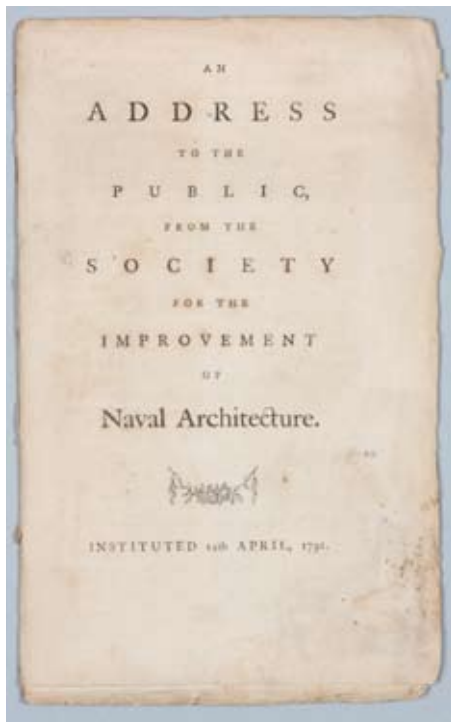 AN
ADDRESS
TO THE
PUBLIC,
FROM THE
SOCIETY
FOR THE
IMPROVEMENT
OF
Naval Architecture.
INSTITUTED 14th APRIL, 1791.